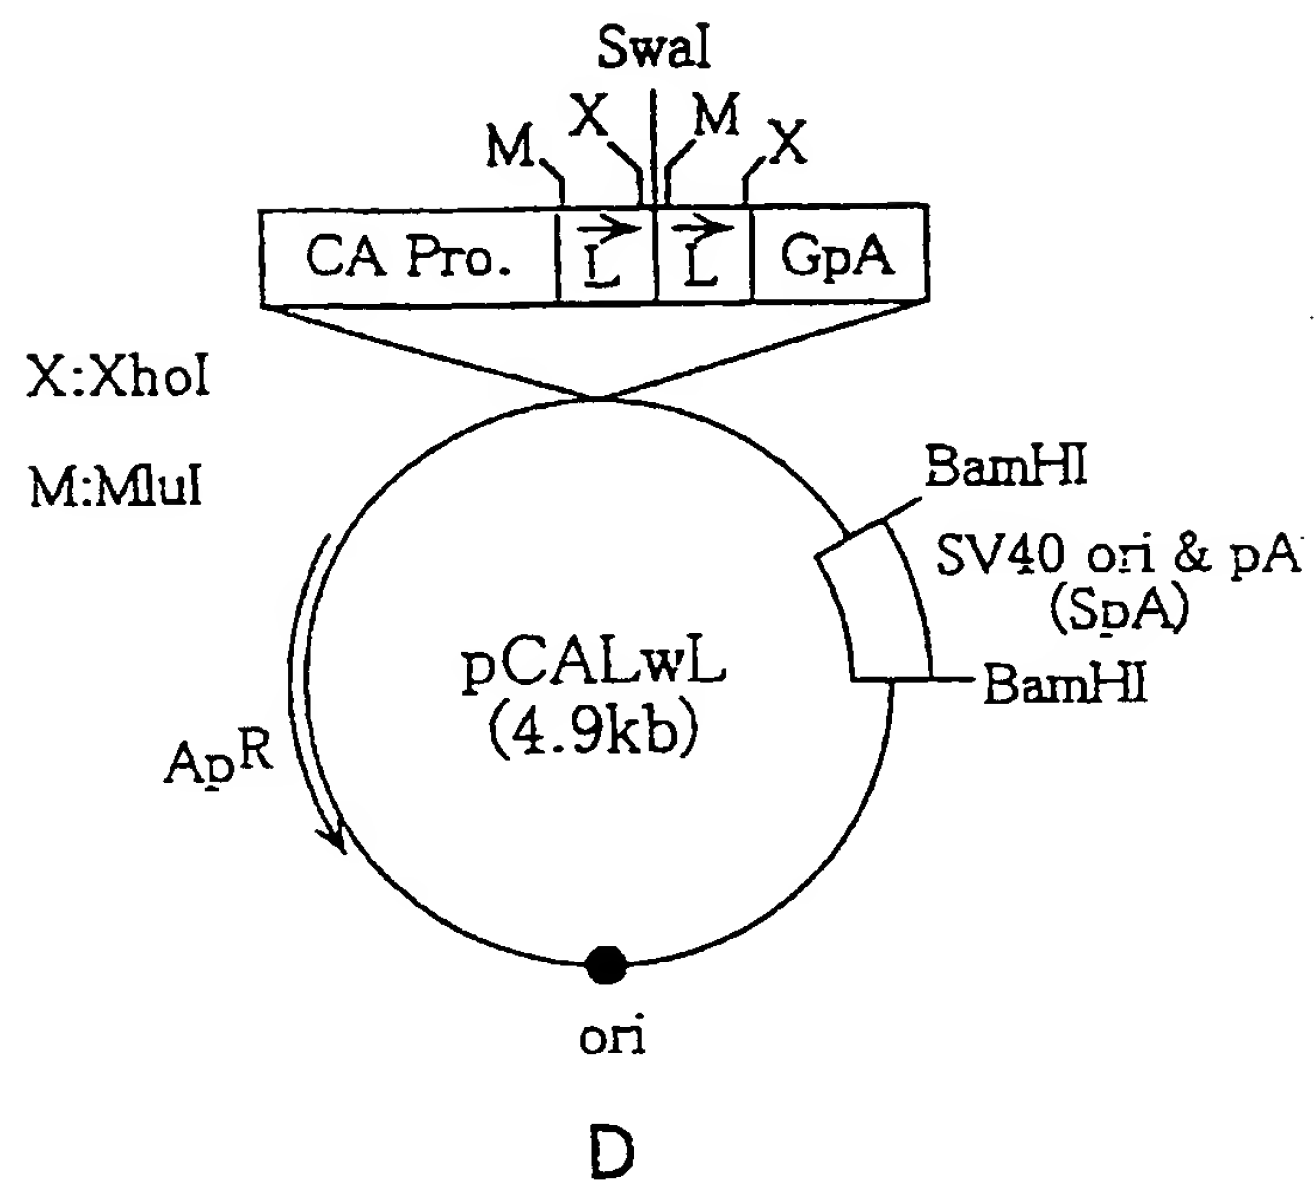 SwaI
X M
M X
CA Pro. L L GpA
X:XhoI
M:MluI
BamHI
SV40 ori & pA
(SpA)
BamHI
pCALwL
(4.9kb)
ApR
ori
D